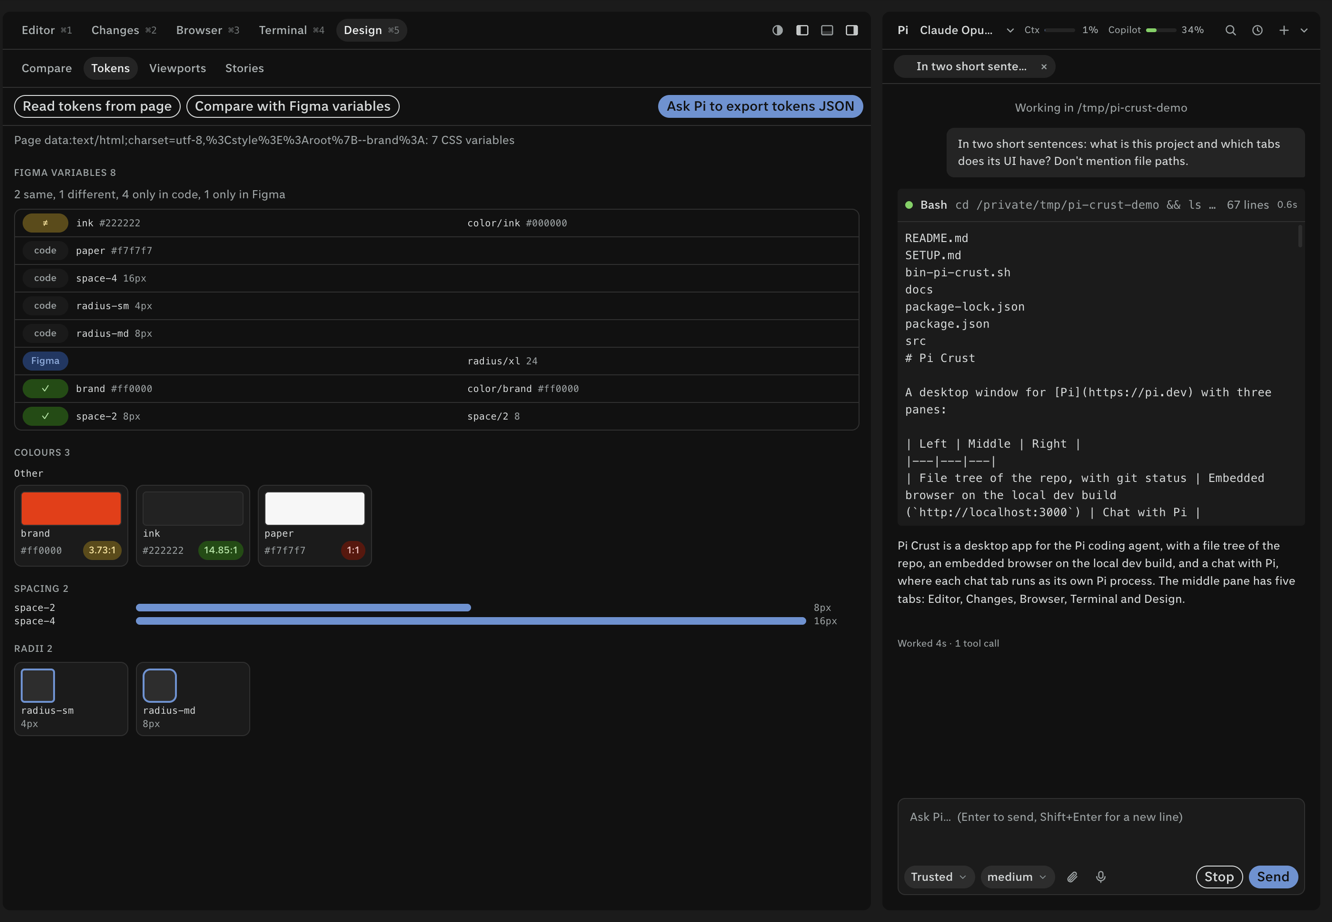 Editor ⌘1 Changes ⌘2 Browser ⌘3 Terminal ⌘4 Design ⌘5
Compare Tokens Viewports Stories
Read tokens from page Compare with Figma variables Ask Pi to export tokens JSON
Page data:text/html;charset=utf-8,%3Cstyle%3E%3Aroot%7B--brand%3A: 7 CSS variables
FIGMA VARIABLES 8
2 same, 1 different, 4 only in code, 1 only in Figma
≠ ink #222222 color/ink #000000
code paper #f7f7f7
code space-4 16px
code radius-sm 4px
code radius-md 8px
Figma radius/xl 24
✓ brand #ff0000 color/brand #ff0000
✓ space-2 8px space/2 8
COLOURS 3
Other
brand
#ff0000 3.73:1
ink
#222222 14.85:1
paper
#f7f7f7 1:1
SPACING 2
space-2 8px
space-4 16px
RADII 2
radius-sm
4px
radius-md
8px
Pi Claude Opu... Ctx 1% Copilot 34%
In two short sente... ×
Working in /tmp/pi-crust-demo
In two short sentences: what is this project and which tabs
does its UI have? Don't mention file paths.
Bash cd /private/tmp/pi-crust-demo && ls … 67 lines 0.6s
README.md
SETUP.md
bin-pi-crust.sh
docs
package-lock.json
package.json
src
# Pi Crust
A desktop window for [Pi](https://pi.dev) with three
panes:
| Left | Middle | Right |
|---|---|---|
| File tree of the repo, with git status | Embedded
browser on the local dev build
(`http://localhost:3000`) | Chat with Pi |
Pi Crust is a desktop app for the Pi coding agent, with a file tree of the
repo, an embedded browser on the local dev build, and a chat with Pi,
where each chat tab runs as its own Pi process. The middle pane has five
tabs: Editor, Changes, Browser, Terminal and Design.
Worked 4s · 1 tool call
Ask Pi… (Enter to send, Shift+Enter for a new line)
Trusted medium Stop Send